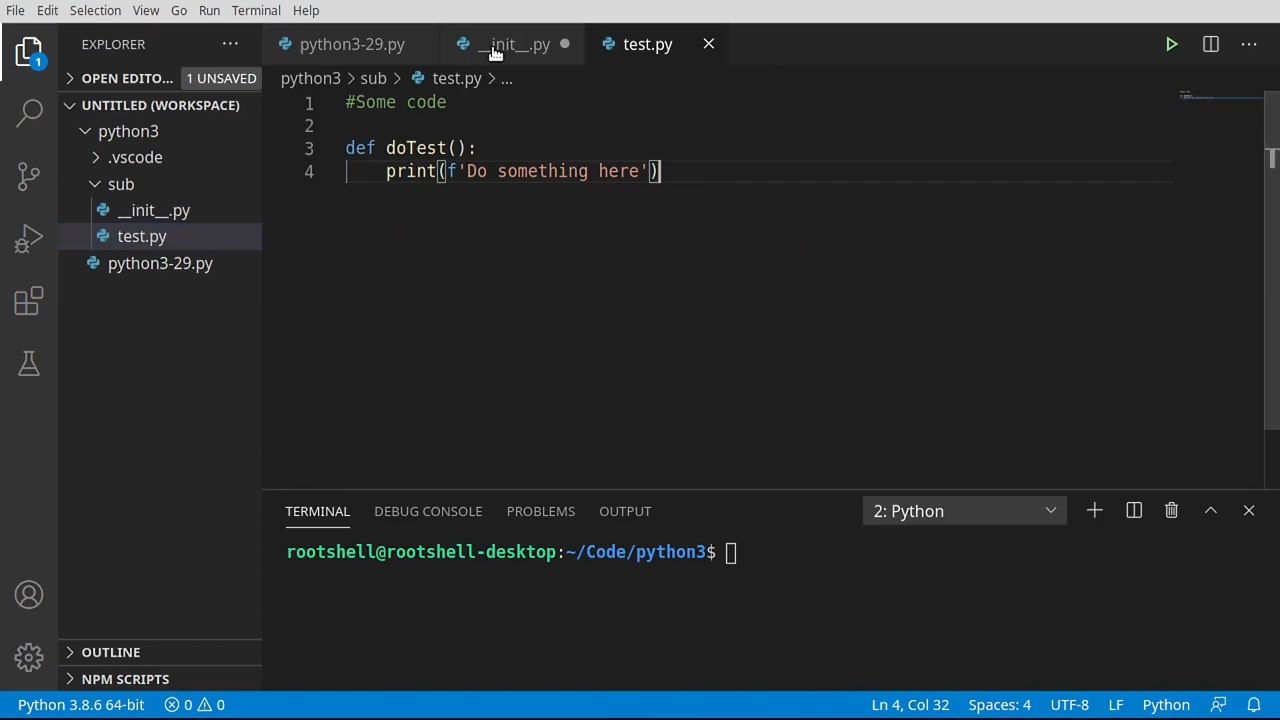 File Edit Selection View Go Run Terminal Help
EXPLORER
python3-29.py
__init__.py
test.py
OPEN EDITO... 1 UNSAVED
python3 > sub > test.py > ...
UNTITLED (WORKSPACE)
python3
.vscode
sub
__init__.py
test.py
python3-29.py
1 #Some code
2
3 def doTest():
4 print(f'Do something here')
1
TERMINAL DEBUG CONSOLE PROBLEMS OUTPUT 2: Python
rootshell@rootshell-desktop:~/Code/python3$
OUTLINE
NPM SCRIPTS
Python 3.8.6 64-bit 0 0 Ln 4, Col 32 Spaces: 4 UTF-8 LF Python